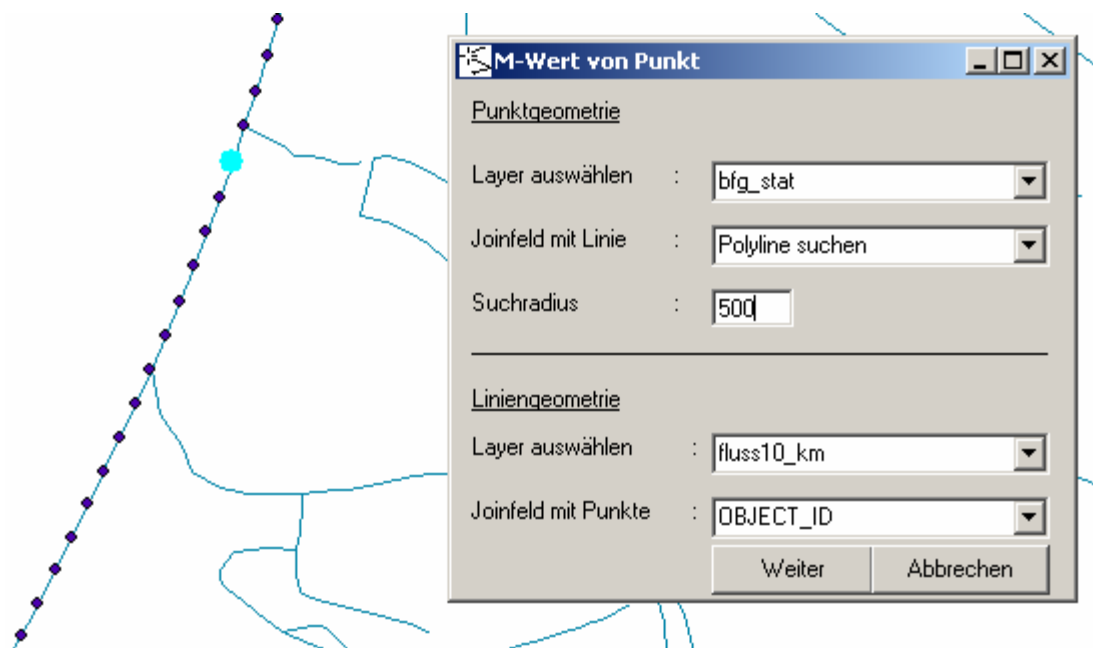 M-Wert von Punkt
Punktgeometrie
Layer auswählen : bfg_stat
Joinfeld mit Linie : Polyline suchen
Suchradius : 500
Liniengeometrie
Layer auswählen : fluss10_km
Joinfeld mit Punkte : OBJECT_ID
Weiter Abbrechen